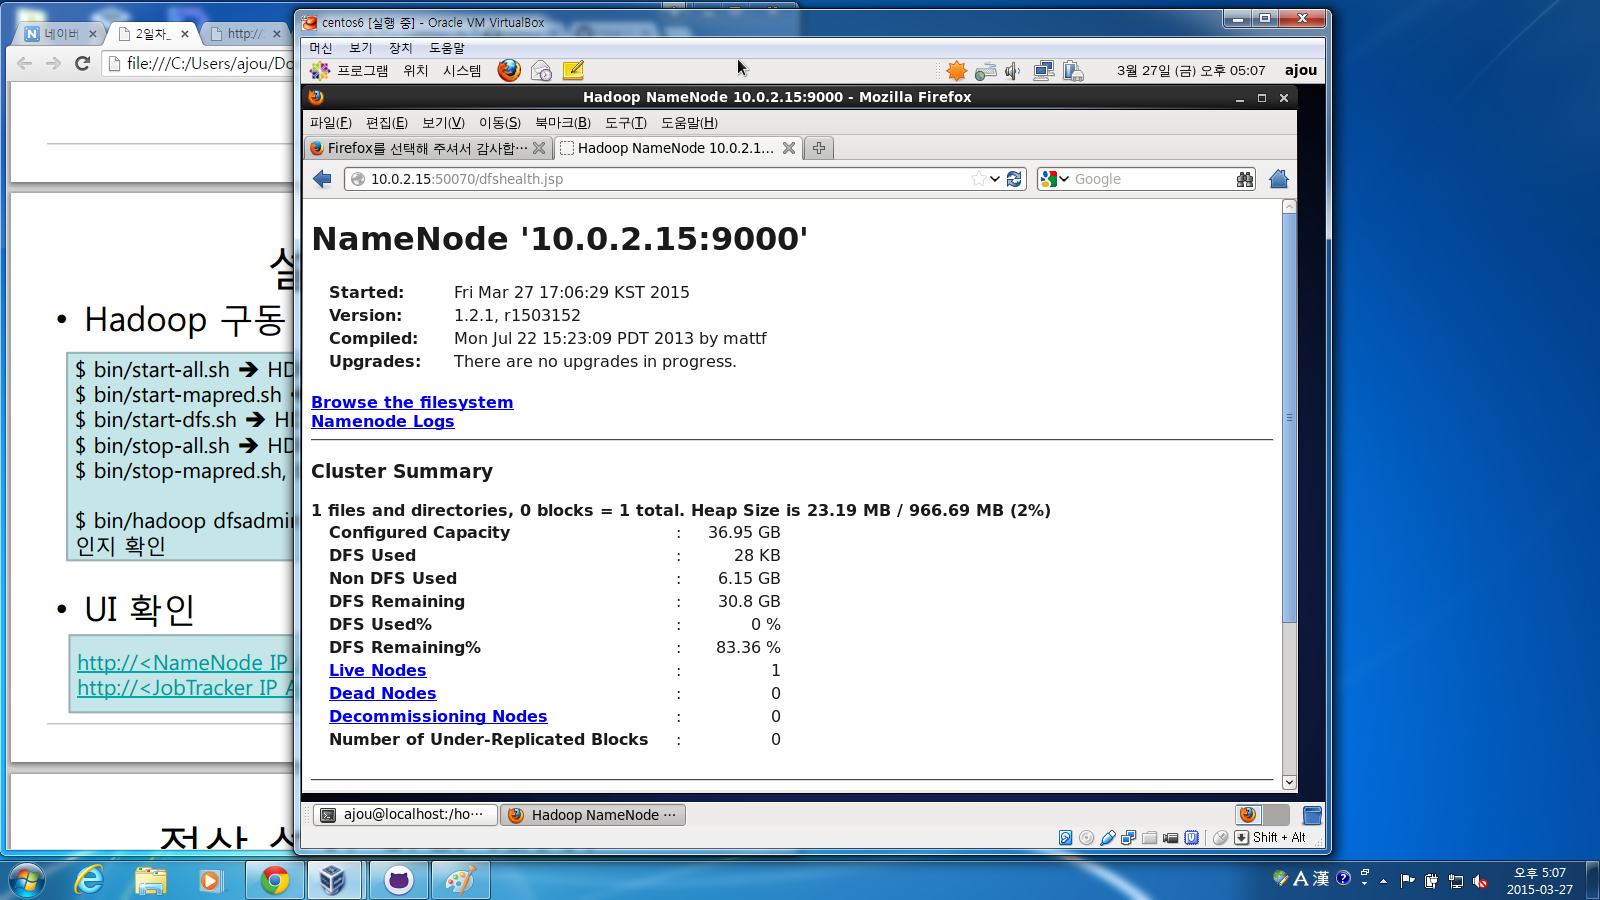 centos6 [실행 중] - Oracle VM VirtualBox
머신 보기 장치 도움말
프로그램 위치 시스템
3월 27일 (금) 오후 05:07 ajou
Hadoop NameNode 10.0.2.15:9000 - Mozilla Firefox
파일(F) 편집(E) 보기(V) 이동(S) 북마크(B) 도구(T) 도움말(H)
Firefox를 선택해 주셔서 감사합…
Hadoop NameNode 10.0.2.1...
10.0.2.15:50070/dfshealth.jsp
Google
NameNode '10.0.2.15:9000'
Started: Fri Mar 27 17:06:29 KST 2015
Version: 1.2.1, r1503152
Compiled: Mon Jul 22 15:23:09 PDT 2013 by mattf
Upgrades: There are no upgrades in progress.
Browse the filesystem
Namenode Logs
Cluster Summary
1 files and directories, 0 blocks = 1 total. Heap Size is 23.19 MB / 966.69 MB (2%)
Configured Capacity : 36.95 GB
DFS Used : 28 KB
Non DFS Used : 6.15 GB
DFS Remaining : 30.8 GB
DFS Used% : 0 %
DFS Remaining% : 83.36 %
Live Nodes : 1
Dead Nodes : 0
Decommissioning Nodes : 0
Number of Under-Replicated Blocks : 0
ajou@localhost:/ho…
Hadoop NameNode …
Shift + Alt
네이버
2일차_
http://
file:///C:/Users/ajou/Do
• Hadoop 구동
$ bin/start-all.sh ➔ HD
$ bin/start-mapred.sh
$ bin/start-dfs.sh ➔ H
$ bin/stop-all.sh ➔ HD
$ bin/stop-mapred.sh,
$ bin/hadoop dfsadmin
인지 확인
• UI 확인
http://<NameNode IP
http://<JobTracker IP A
A 漢
오후 5:07
2015-03-27